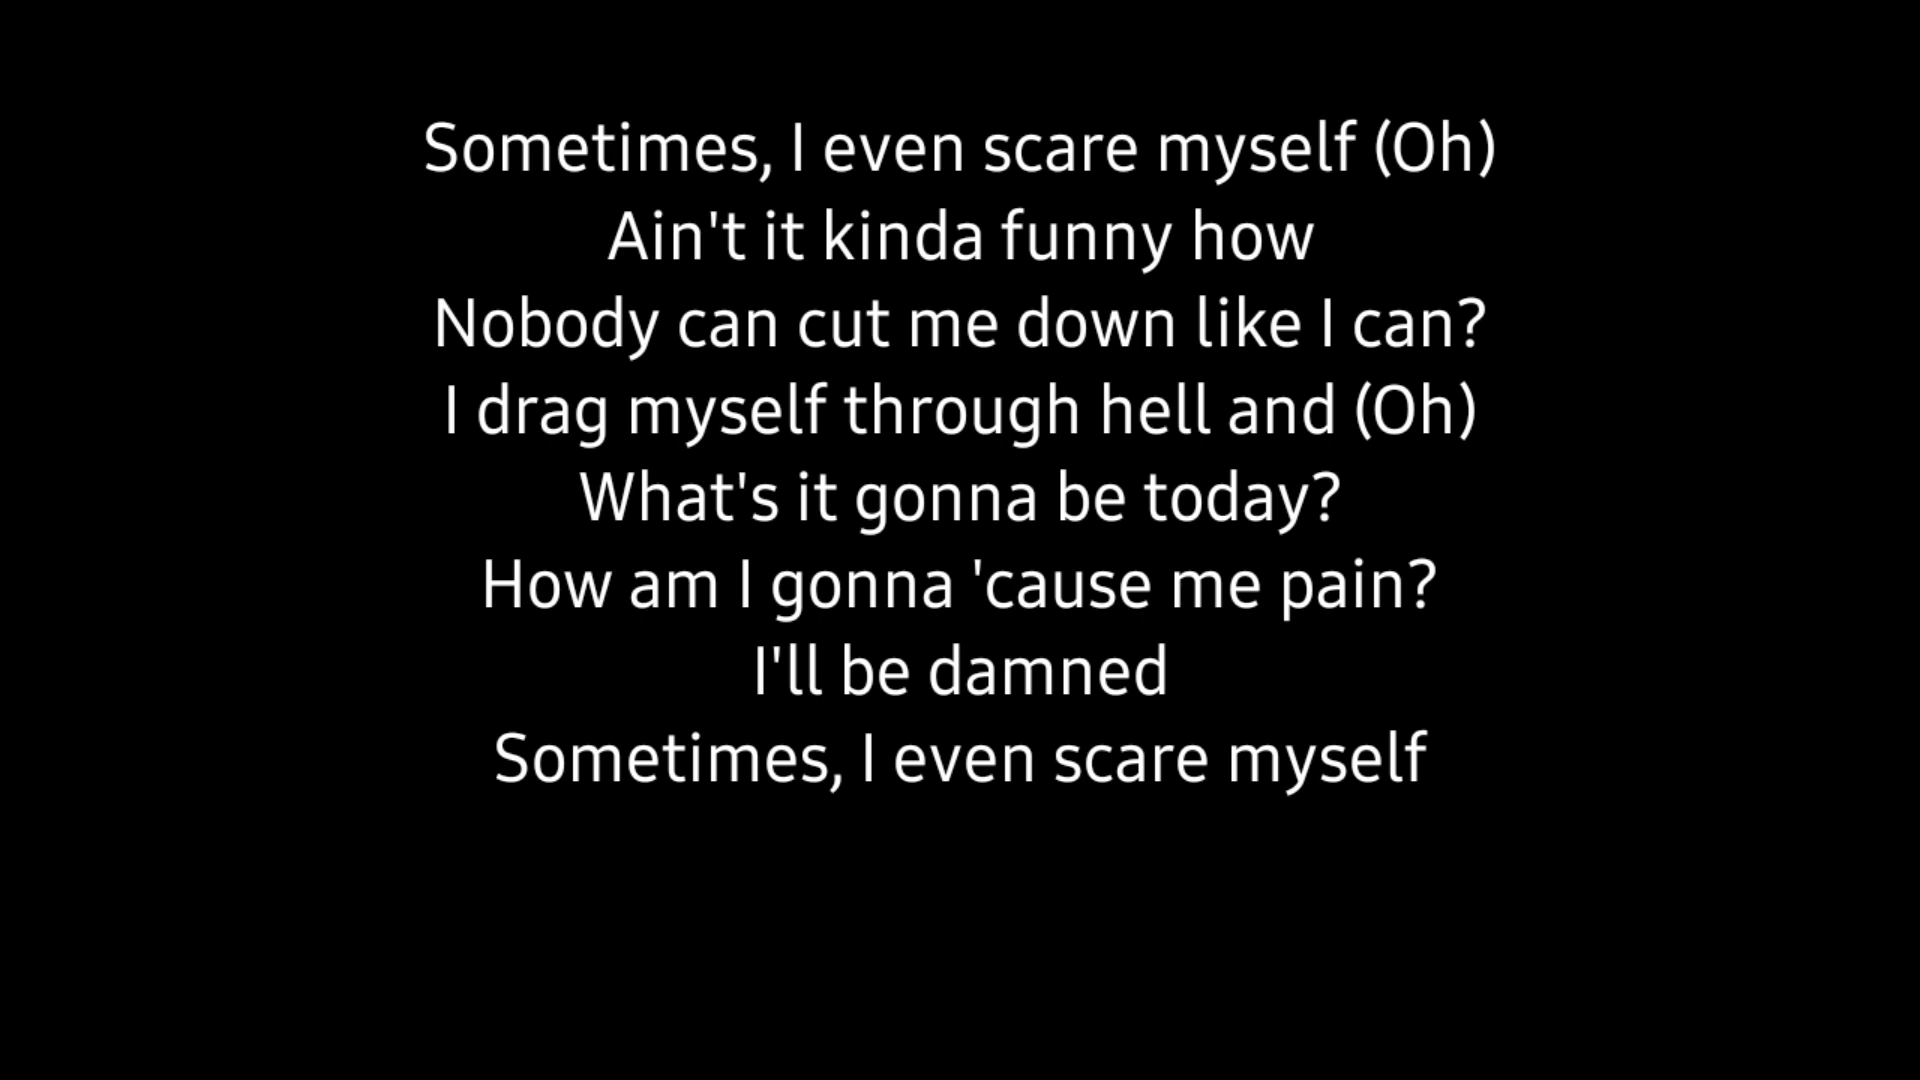 Sometimes, I even scare myself (Oh)
Ain't it kinda funny how
Nobody can cut me down like I can?
I drag myself through hell and (Oh)
What's it gonna be today?
How am I gonna 'cause me pain?
I'll be damned
Sometimes, I even scare myself